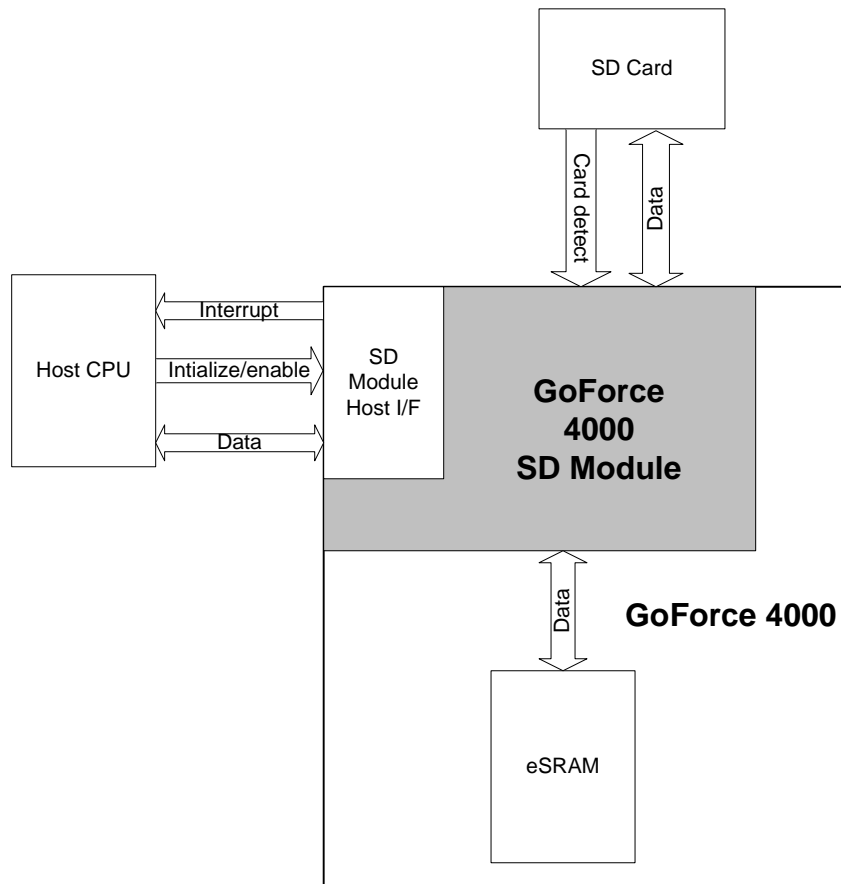 SD Card
Card detect
Data
Host CPU
Interrupt
Intialize/enable
Data
SD
Module
Host I/F
GoForce
4000
SD Module
Data
GoForce 4000
eSRAM